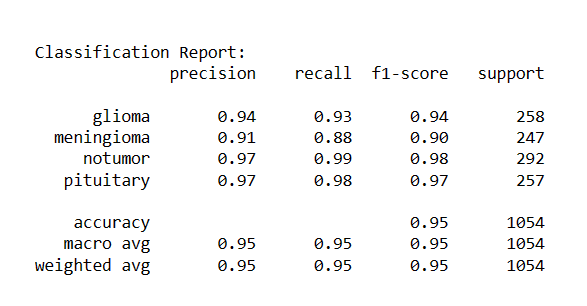 Classification Report:
precision recall f1-score support
glioma 0.94 0.93 0.94 258
meningioma 0.91 0.88 0.90 247
notumor 0.97 0.99 0.98 292
pituitary 0.97 0.98 0.97 257
accuracy 0.95 1054
macro avg 0.95 0.95 0.95 1054
weighted avg 0.95 0.95 0.95 1054